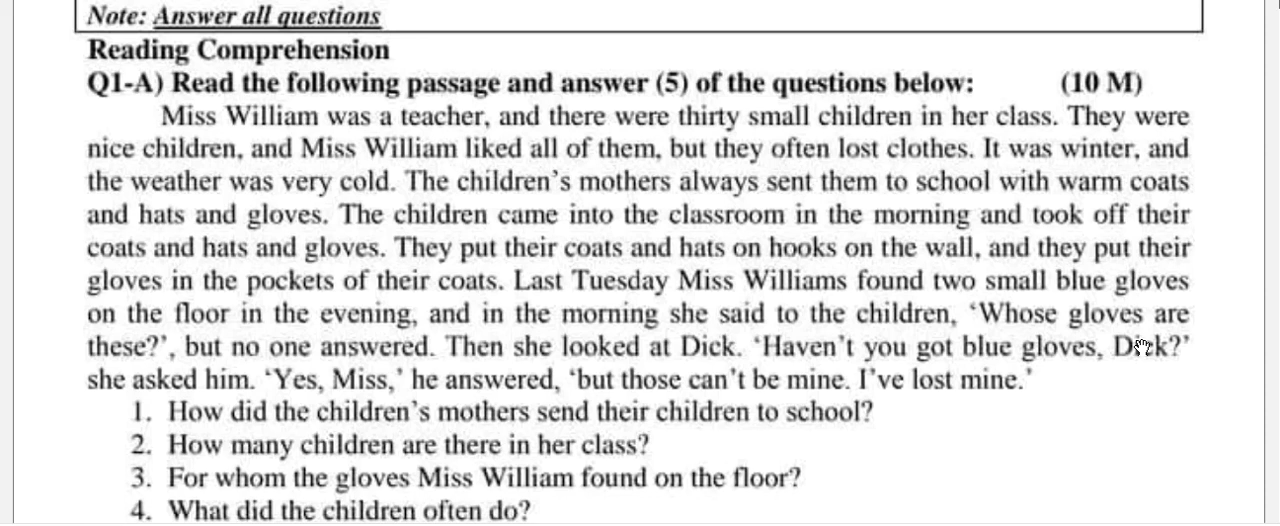 Note: Answer all questions
Reading Comprehension
Q1-A) Read the following passage and answer (5) of the questions below: (10 M)
Miss William was a teacher, and there were thirty small children in her class. They were
nice children, and Miss William liked all of them, but they often lost clothes. It was winter, and
the weather was very cold. The children's mothers always sent them to school with warm coats
and hats and gloves. The children came into the classroom in the morning and took off their
coats and hats and gloves. They put their coats and hats on hooks on the wall, and they put their
gloves in the pockets of their coats. Last Tuesday Miss Williams found two small blue gloves
on the floor in the evening, and in the morning she said to the children, ‘Whose gloves are
these?’, but no one answered. Then she looked at Dick. ‘Haven’t you got blue gloves, Dick?’
she asked him. ‘Yes, Miss,’ he answered, ‘but those can’t be mine. I’ve lost mine.’
1. How did the children’s mothers send their children to school?
2. How many children are there in her class?
3. For whom the gloves Miss William found on the floor?
4. What did the children often do?